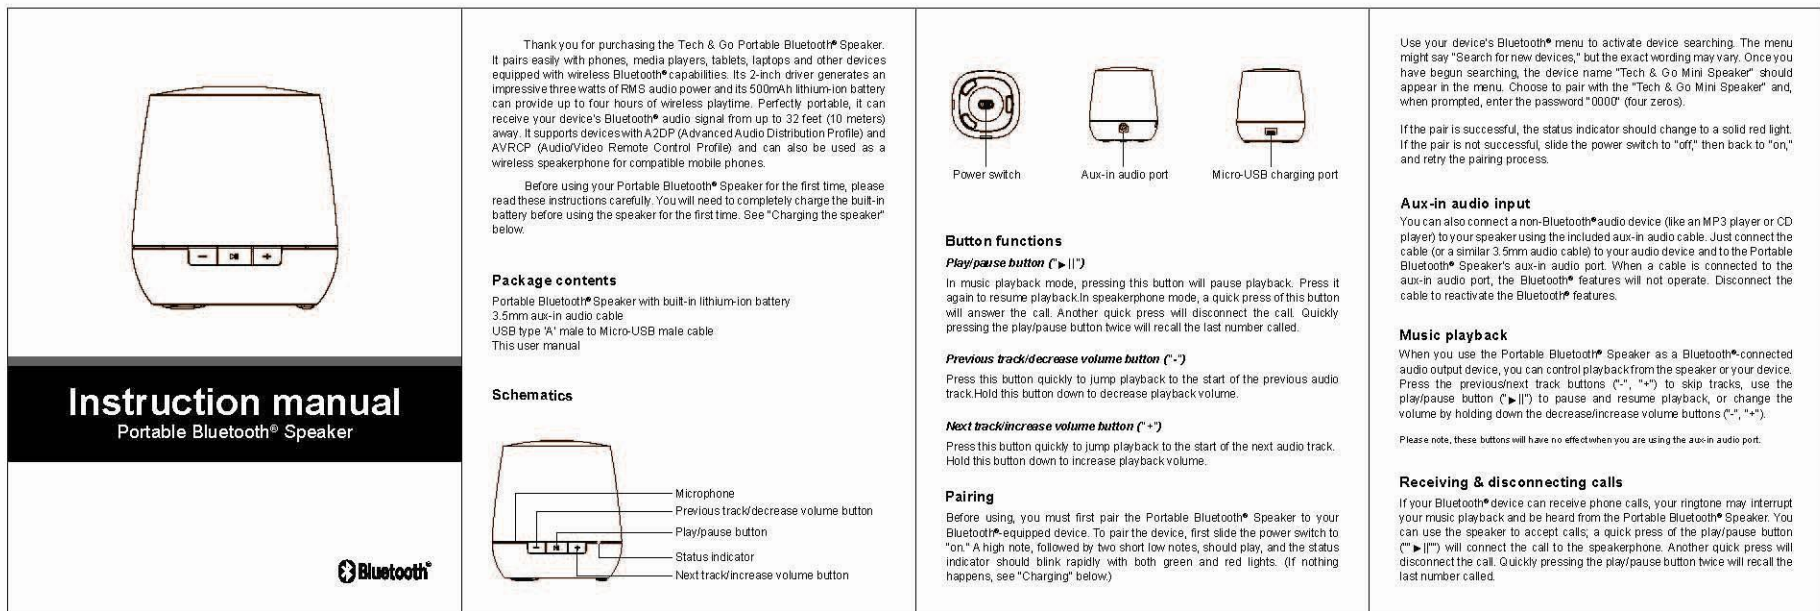 Instruction manual
Portable Bluetooth® Speaker
Bluetooth®
Thank you for purchasing the Tech & Go Portable Bluetooth® Speaker.
It pairs easily with phones, media players, tablets, laptops and other devices
equipped with wireless Bluetooth® capabilities. Its 2-inch driver generates an
impressive three watts of RMS audio power and its 500mAh lithium-ion battery
can provide up to four hours of wireless playtime. Perfectly portable, it can
receive your device's Bluetooth® audio signal from up to 32 feet (10 meters)
away. It supports devices with A2DP (Advanced Audio Distribution Profile) and
AVRCP (Audio/Video Remote Control Profile) and can also be used as a
wireless speakerphone for compatible mobile phones.
Before using your Portable Bluetooth® Speaker for the first time, please
read these instructions carefully. You will need to completely charge the built-in
battery before using the speaker for the first time. See "Charging the speaker"
below.
Package contents
Portable Bluetooth® Speaker with built-in lithium-ion battery
3.5mm aux-in audio cable
USB type 'A' male to Micro-USB male cable
This user manual
Schematics
Microphone
Previous track/decrease volume button
Play/pause button
Status indicator
Next track/increase volume button
Power switch
Aux-in audio port
Micro-USB charging port
Button functions
Play/pause button ("▶||")
In music playback mode, pressing this button will pause playback. Press it
again to resume playback.In speakerphone mode, a quick press of this button
will answer the call. Another quick press will disconnect the call. Quickly
pressing the play/pause button twice will recall the last number called.
Previous track/decrease volume button ("-")
Press this button quickly to jump playback to the start of the previous audio
track.Hold this button down to decrease playback volume.
Next track/increase volume button ("+")
Press this button quickly to jump playback to the start of the next audio track.
Hold this button down to increase playback volume.
Pairing
Before using, you must first pair the Portable Bluetooth® Speaker to your
Bluetooth®-equipped device. To pair the device, first slide the power switch to
"on." A high note, followed by two short low notes, should play, and the status
indicator should blink rapidly with both green and red lights. (If nothing
happens, see "Charging" below.)
Use your device's Bluetooth® menu to activate device searching. The menu
might say "Search for new devices," but the exact wording may vary. Once you
have begun searching, the device name "Tech & Go Mini Speaker" should
appear in the menu. Choose to pair with the "Tech & Go Mini Speaker" and,
when prompted, enter the password "0000" (four zeros).
If the pair is successful, the status indicator should change to a solid red light.
If the pair is not successful, slide the power switch to "off," then back to "on,"
and retry the pairing process.
Aux-in audio input
You can also connect a non-Bluetooth® audio device (like an MP3 player or CD
player) to your speaker using the included aux-in audio cable. Just connect the
cable (or a similar 3.5mm audio cable) to your audio device and to the Portable
Bluetooth® Speaker's aux-in audio port. When a cable is connected to the
aux-in audio port, the Bluetooth® features will not operate. Disconnect the
cable to reactivate the Bluetooth® features.
Music playback
When you use the Portable Bluetooth® Speaker as a Bluetooth®-connected
audio output device, you can control playback from the speaker or your device.
Press the previous/next track buttons ("-", "+") to skip tracks, use the
play/pause button ("▶||") to pause and resume playback, or change the
volume by holding down the decrease/increase volume buttons ("-", "+").
Please note, these buttons will have no effect when you are using the aux-in audio port.
Receiving & disconnecting calls
If your Bluetooth® device can receive phone calls, your ringtone may interrupt
your music playback and be heard from the Portable Bluetooth® Speaker. You
can use the speaker to accept calls; a quick press of the play/pause button
(""▶||"") will connect the call to the speakerphone. Another quick press will
disconnect the call. Quickly pressing the play/pause button twice will recall the
last number called.